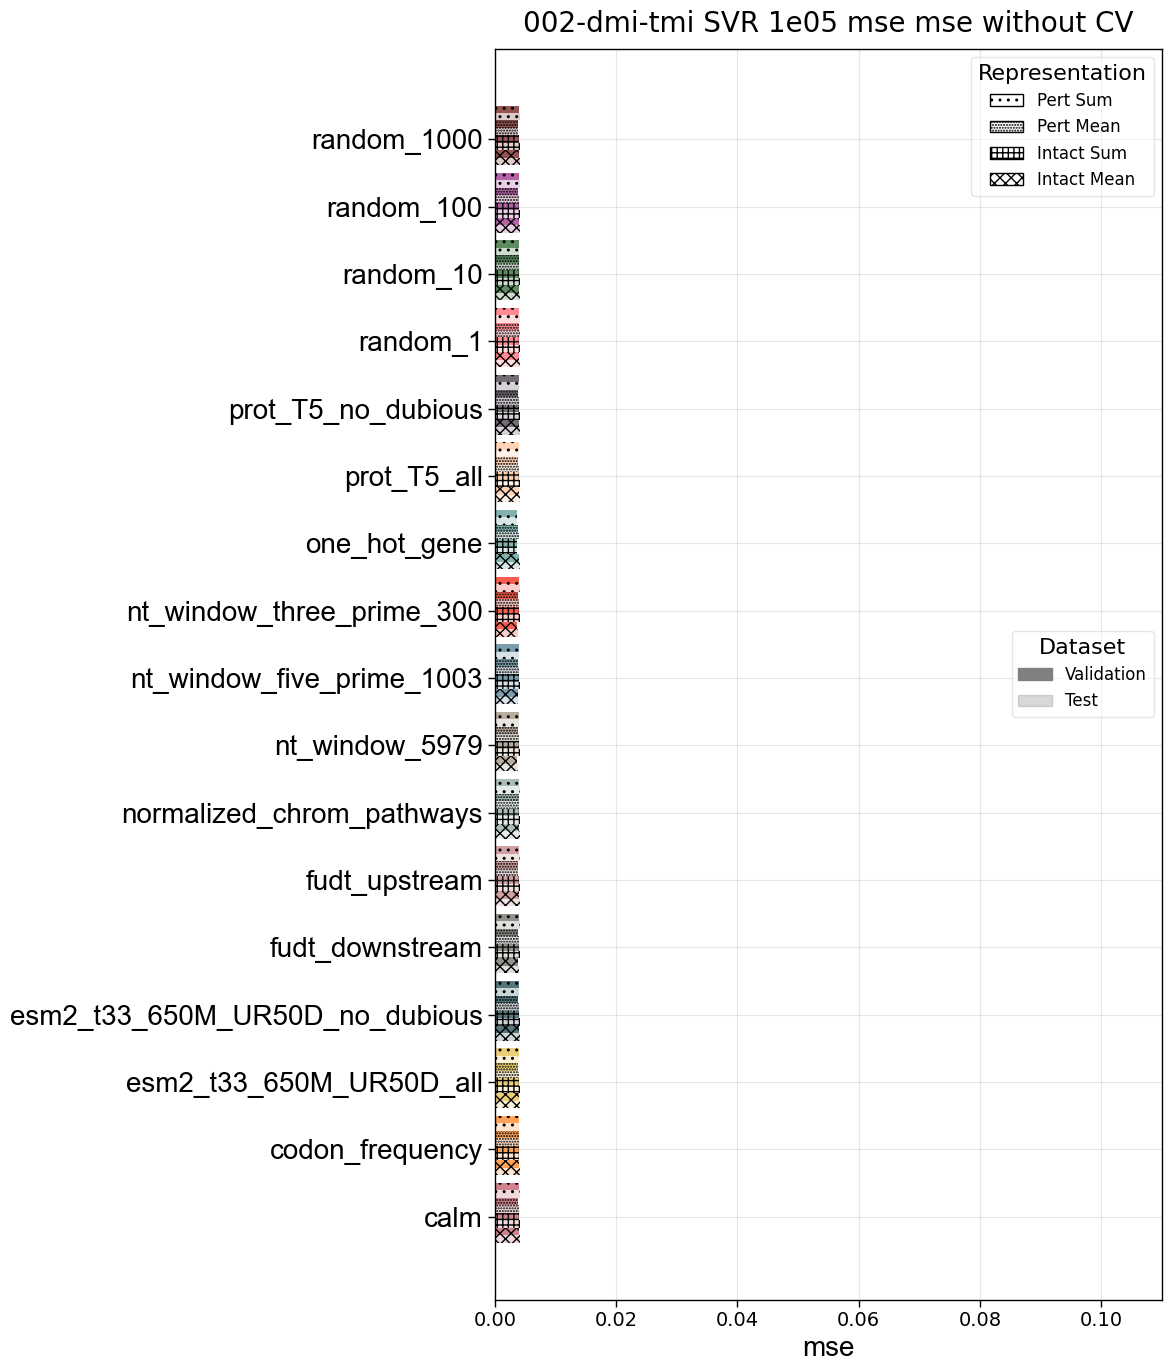 002-dmi-tmi SVR 1e05 mse mse without CV
Representation
Pert Sum
Pert Mean
Intact Sum
Intact Mean
random_1000
random_100
random_10
random_1
prot_T5_no_dubious
prot_T5_all
one_hot_gene
nt_window_three_prime_300
nt_window_five_prime_1003
nt_window_5979
normalized_chrom_pathways
fudt_upstream
fudt_downstream
esm2_t33_650M_UR50D_no_dubious
esm2_t33_650M_UR50D_all
codon_frequency
calm
Dataset
Validation
Test
0.00 0.02 0.04 0.06 0.08 0.10
mse